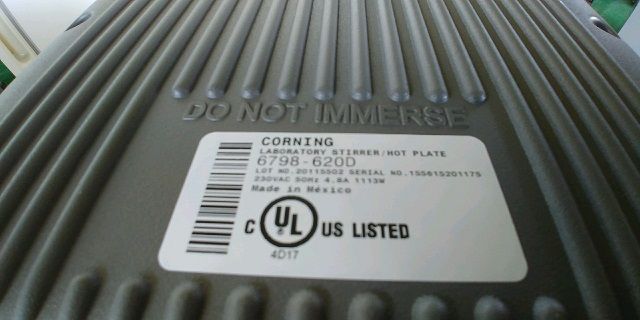 DO NOT IMMERSE
CORNING
LABORATORY STIRRER/HOT PLATE
6798-620D
LOT NO.20115502 SERIAL NO.155615201175
230VAC 50Hz 4.8A 1113W
Made in México
C UL US LISTED
4D17